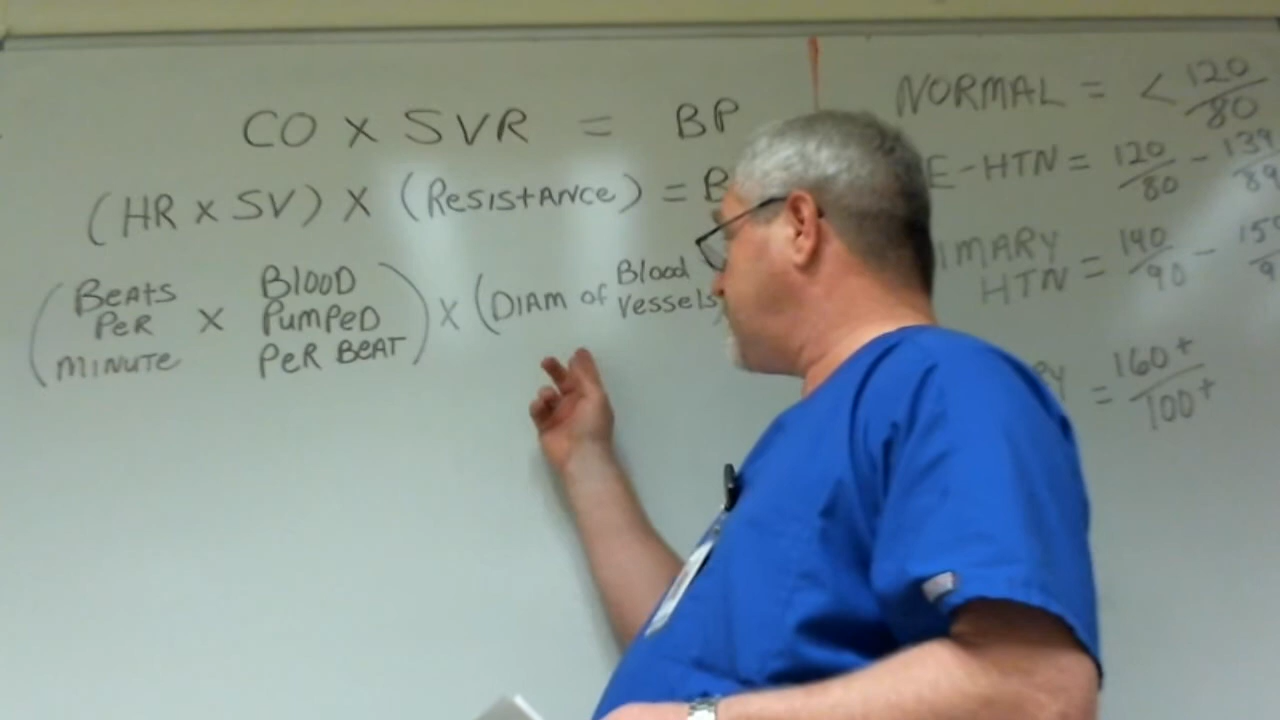 CO X SVR = BP
(HR x SV) X (Resistance) = B
(Beats Per Minute X Blood Pumped Per Beat) X (Diam of Blood Vessels
NORMAL = < 120/80
E-HTN = 120/80 - 139/89
IMARY HTN = 140/90 - 15
RY = 160+/100+